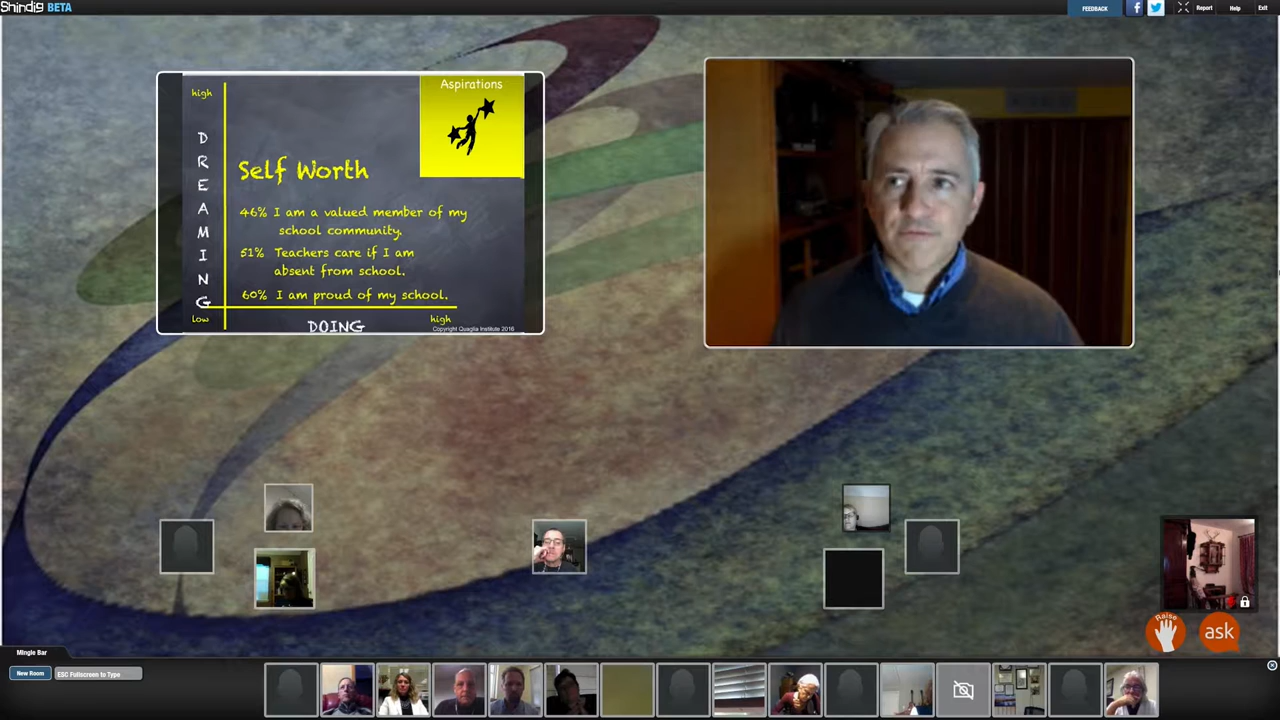 Shindig BETA
FEEDBACK
Report
Help
Exit
Aspirations
high
DREAMING
Self Worth
46% I am a valued member of my
school community.
51% Teachers care if I am
absent from school.
60% I am proud of my school.
low
DOING
high
Copyright Quaglia Institute 2016
Raise
ask
Mingle Bar
New Room
ESC Fullscreen to Type